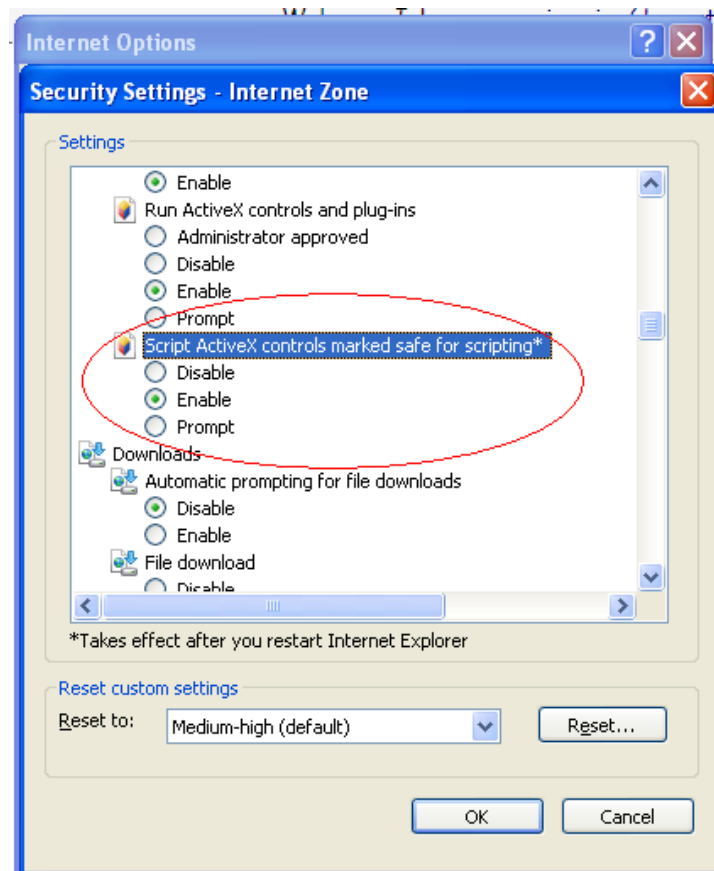 Internet Options
Security Settings - Internet Zone
Settings
Enable
Run ActiveX controls and plug-ins
Administrator approved
Disable
Enable
Prompt
Script ActiveX controls marked safe for scripting*
Disable
Enable
Prompt
Downloads
Automatic prompting for file downloads
Disable
Enable
File download
Disable
*Takes effect after you restart Internet Explorer
Reset custom settings
Reset to:
Medium-high (default)
Reset...
OK
Cancel